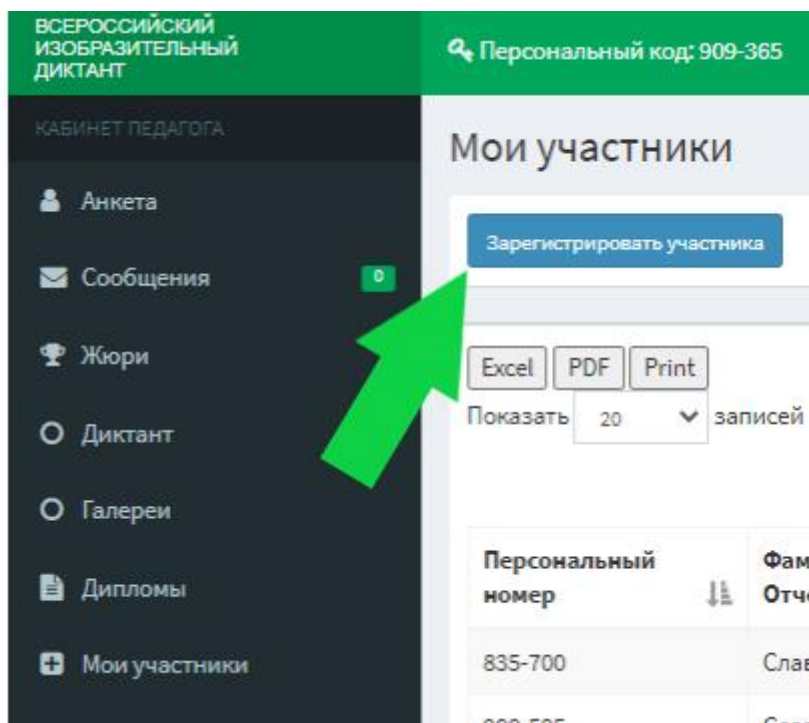 ВСЕРОССИЙСКИЙ
ИЗОБРАЗИТЕЛЬНЫЙ
ДИКТАНТ
Персональный код: 909-365
КАБИНЕТ ПЕДАГОГА
Анкета
Сообщения 0
Жюри
Диктант
Галереи
Дипломы
Мои участники
Мои участники
Зарегистрировать участника
Excel PDF Print
Показать 20 записей
Персональный
номер
835-700